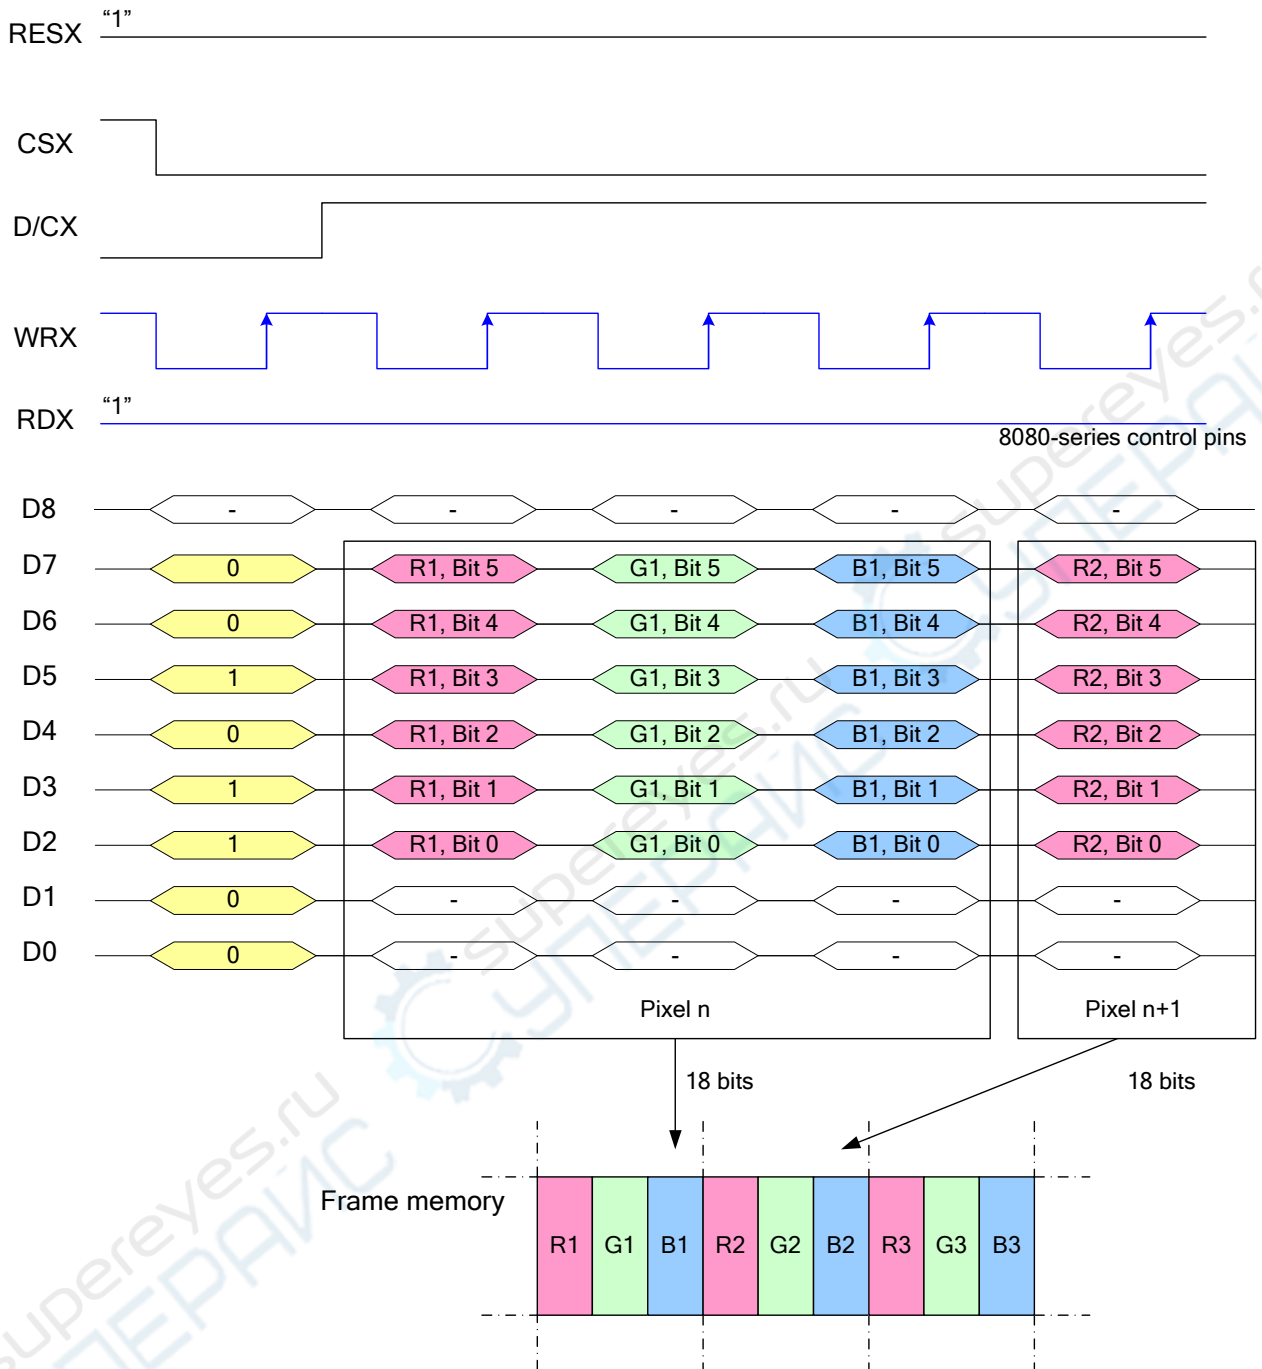 RESX "1"
CSX
D/CX
WRX
RDX "1"
8080-series control pins
D8 - - - - -
D7 0 R1, Bit 5 G1, Bit 5 B1, Bit 5 R2, Bit 5
D6 0 R1, Bit 4 G1, Bit 4 B1, Bit 4 R2, Bit 4
D5 1 R1, Bit 3 G1, Bit 3 B1, Bit 3 R2, Bit 3
D4 0 R1, Bit 2 G1, Bit 2 B1, Bit 2 R2, Bit 2
D3 1 R1, Bit 1 G1, Bit 1 B1, Bit 1 R2, Bit 1
D2 1 R1, Bit 0 G1, Bit 0 B1, Bit 0 R2, Bit 0
D1 0 - - - -
D0 0 - - - -
Pixel n Pixel n+1
18 bits 18 bits
Frame memory
R1 G1 B1 R2 G2 B2 R3 G3 B3
supereyes.ru
СУПЕРАЙС
supereyes.ru
СУПЕРАЙС